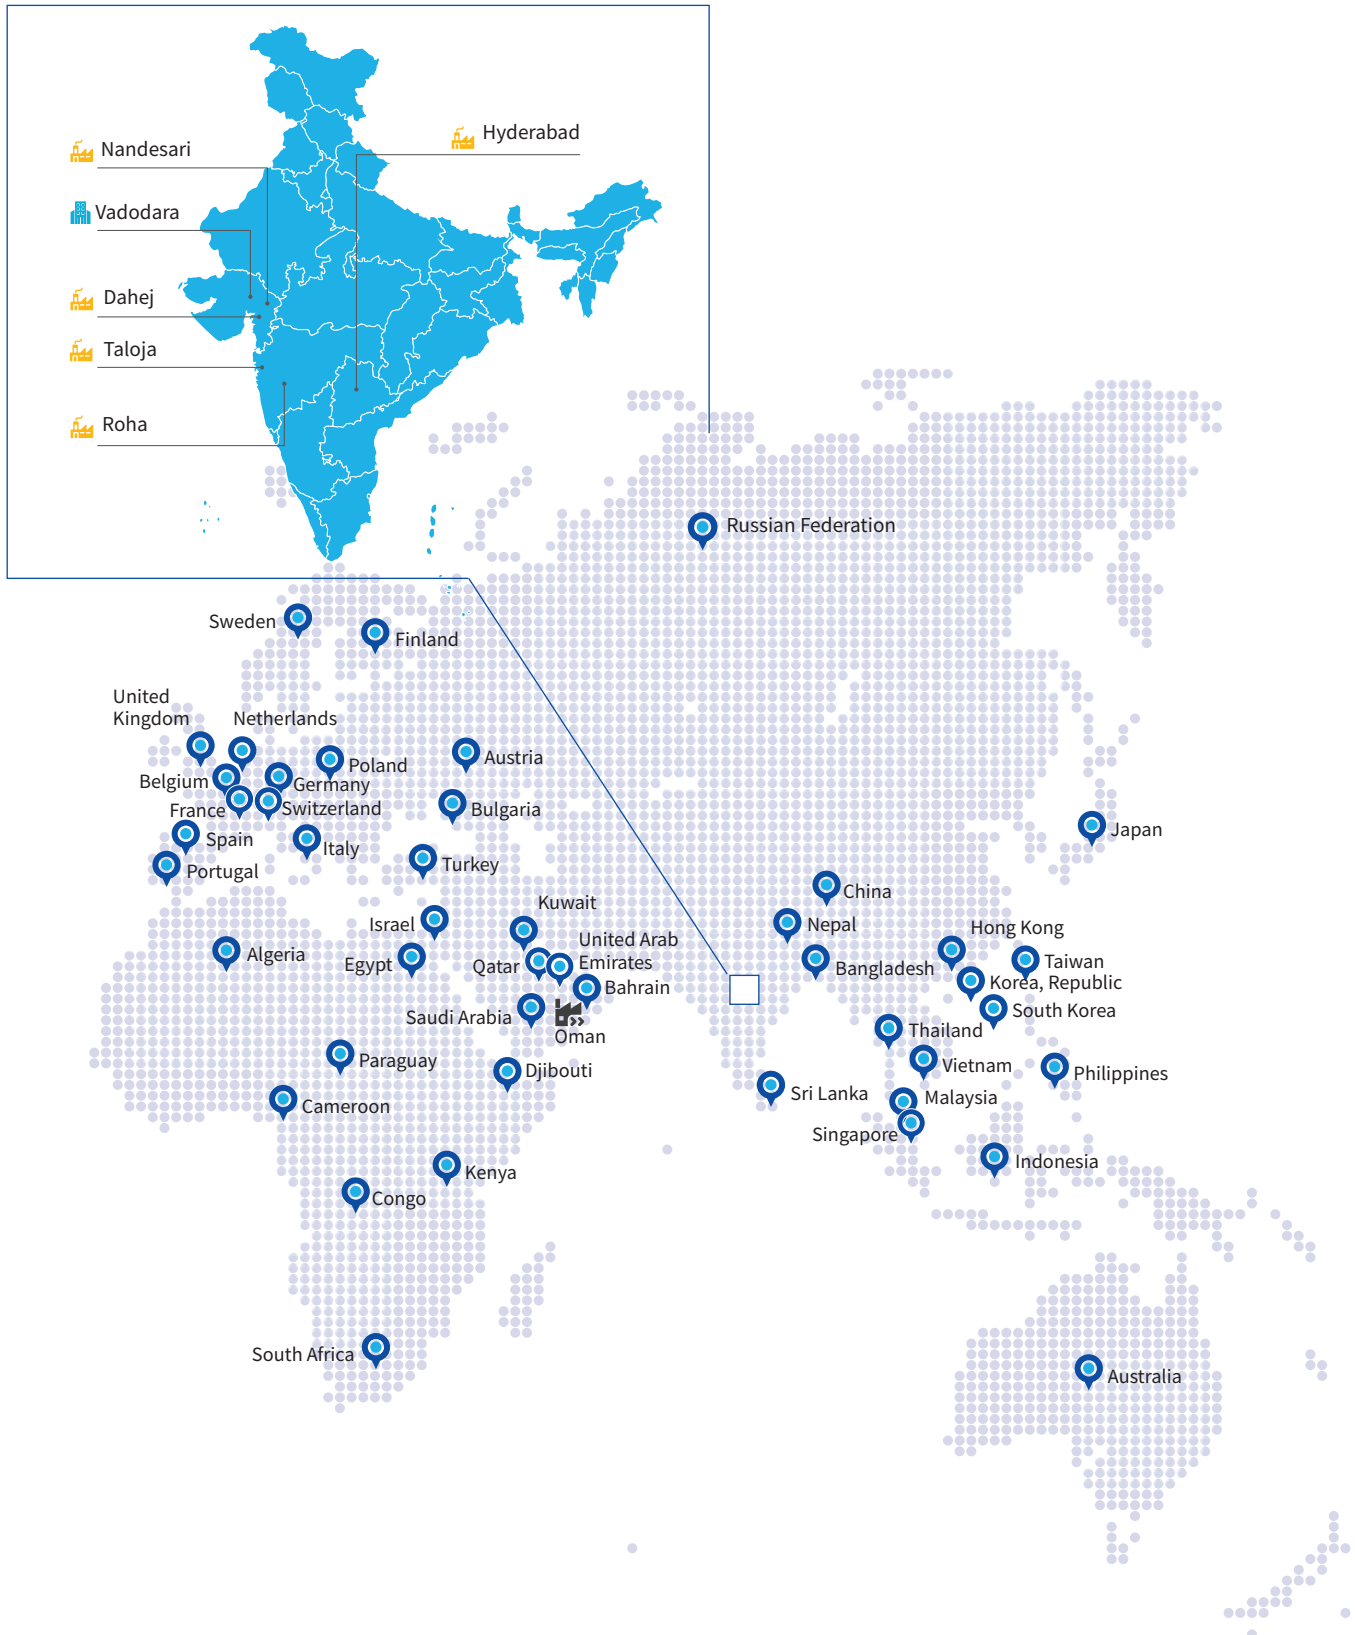 Hyderabad
Nandesari
Vadodara
Dahej
Taloja
Roha
Russian Federation
Sweden
Finland
United
Kingdom
Netherlands
Austria
Poland
Belgium
Germany
France
Switzerland
Bulgaria
Spain
Italy
Japan
Turkey
Portugal
China
Kuwait
Israel
Nepal
Hong Kong
United Arab
Emirates
Algeria
Egypt
Qatar
Bangladesh
Taiwan
Korea, Republic
Bahrain
Saudi Arabia
South Korea
Oman
Thailand
Paraguay
Vietnam
Djibouti
Philippines
Sri Lanka
Malaysia
Cameroon
Singapore
Indonesia
Kenya
Congo
South Africa
Australia